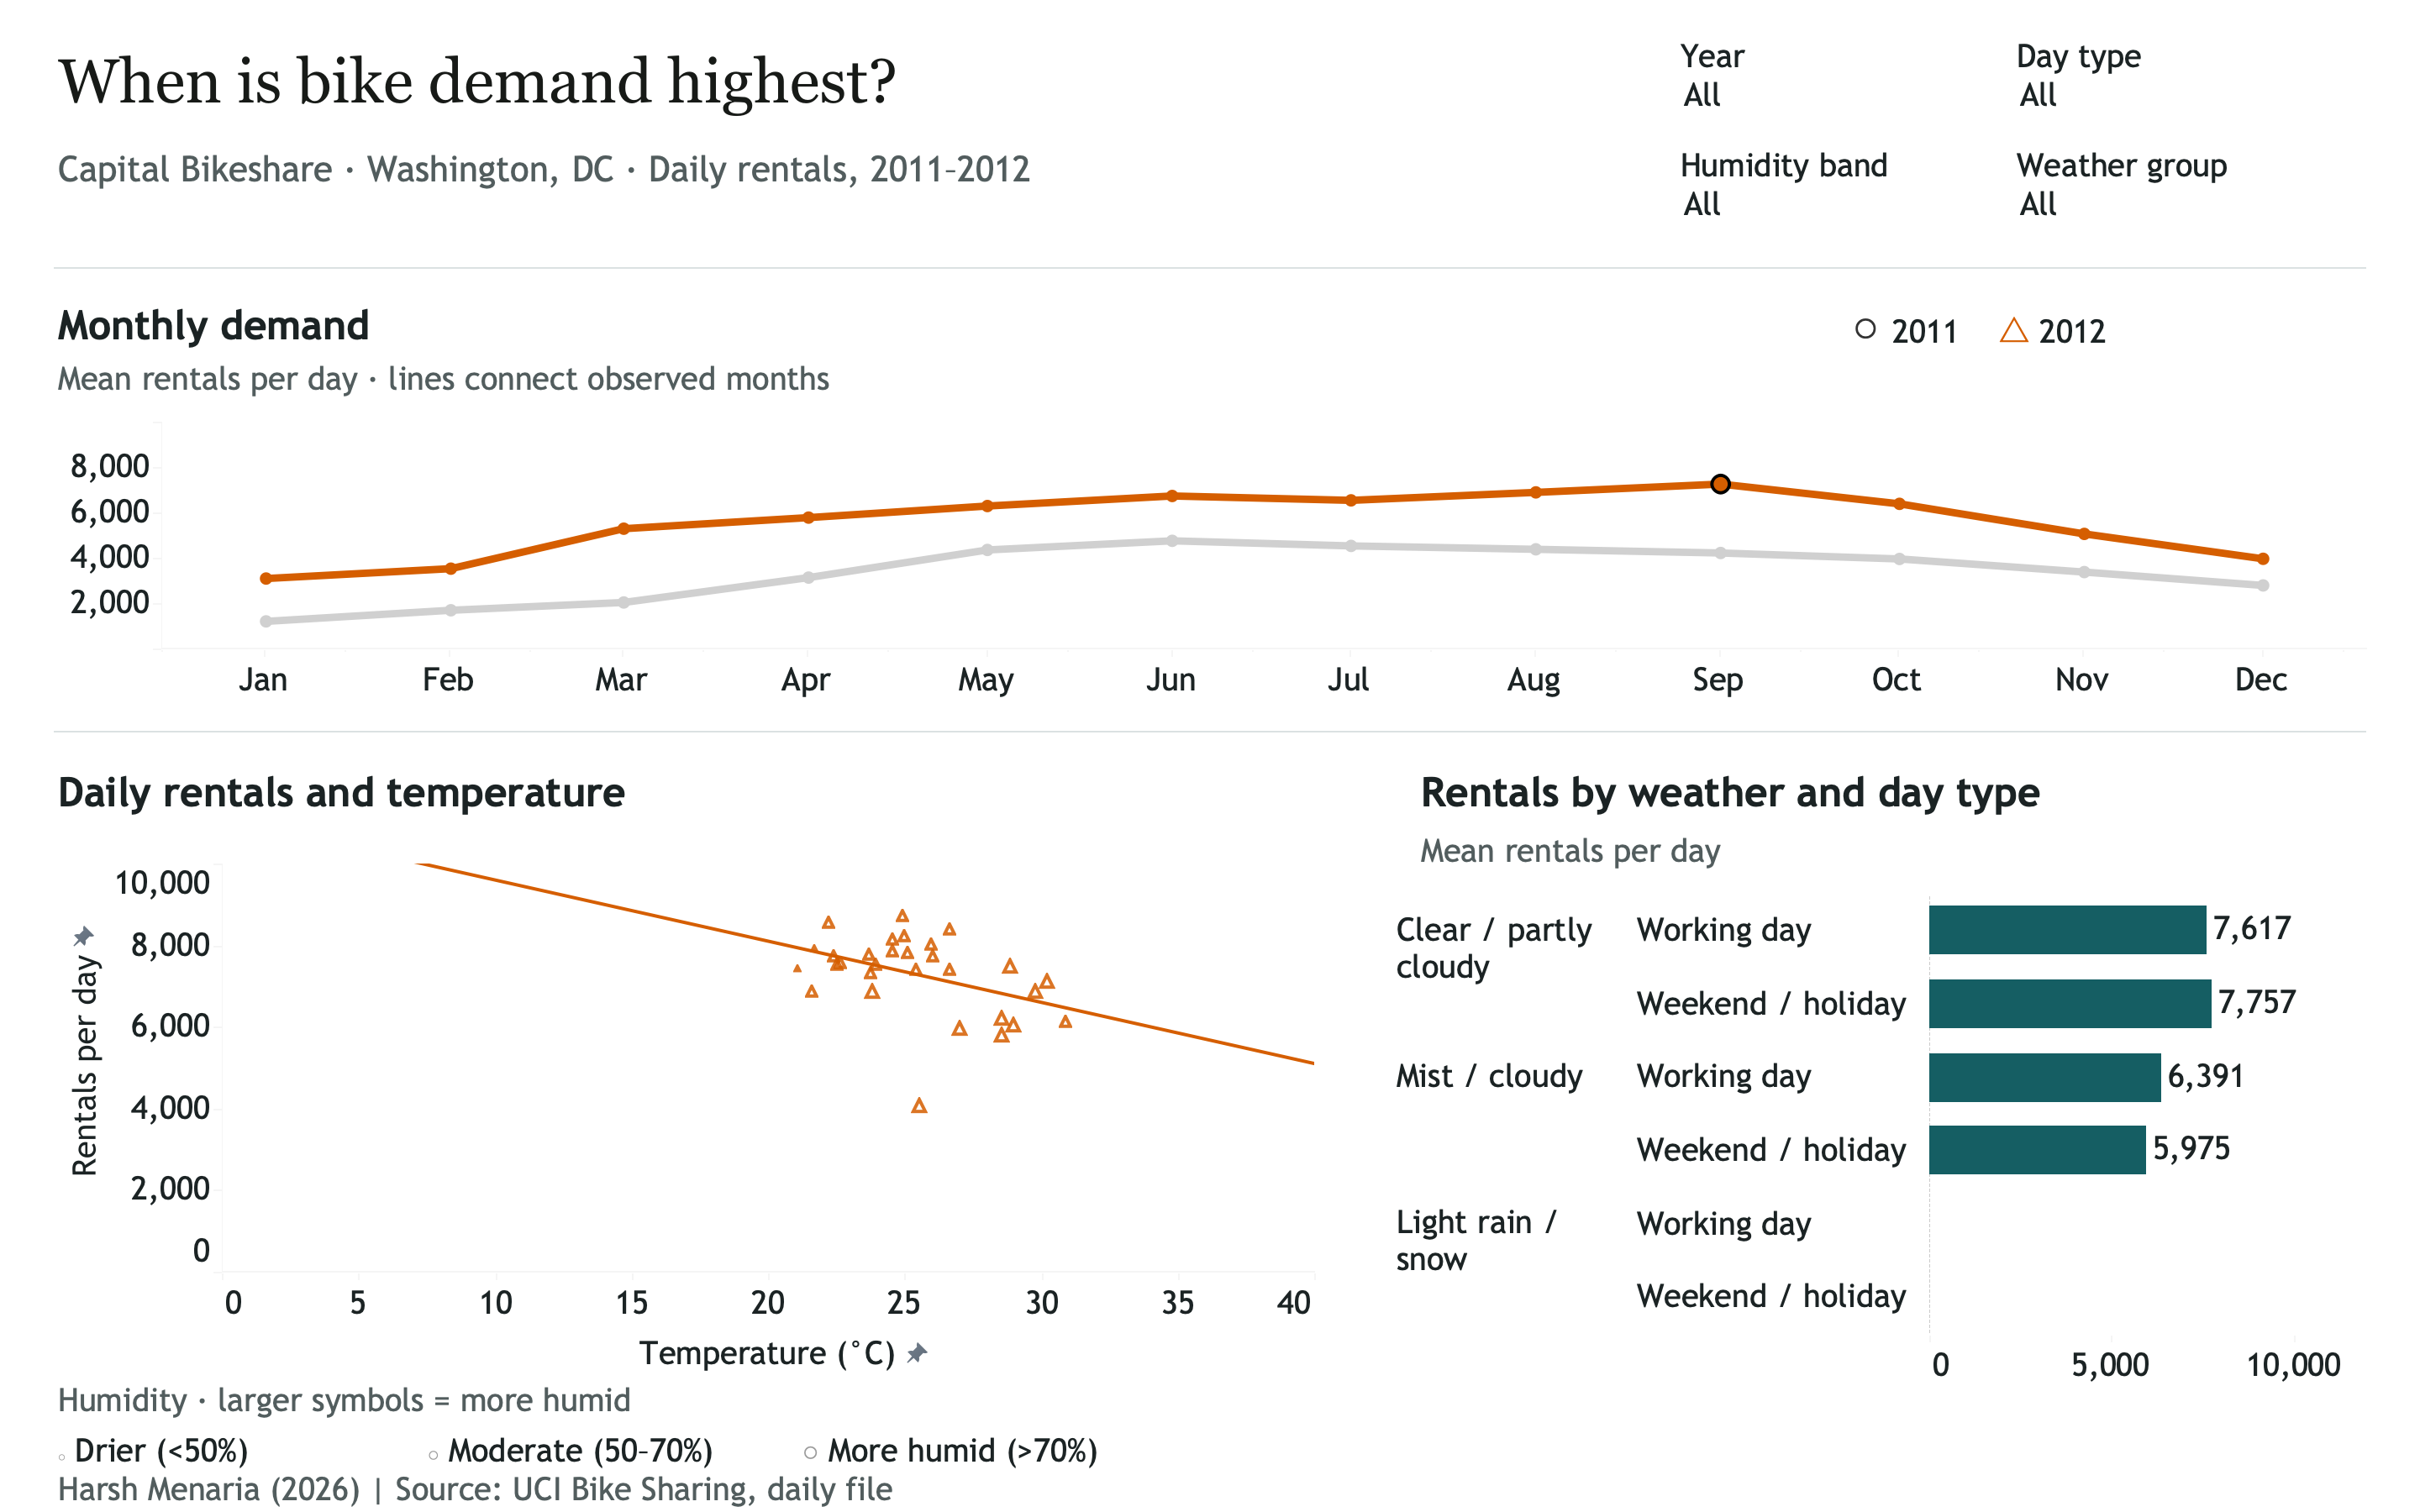 When is bike demand highest?
Capital Bikeshare · Washington, DC · Daily rentals, 2011–2012
Year
All
Day type
All
Humidity band
All
Weather group
All
Monthly demand
Mean rentals per day · lines connect observed months
2011
2012
8,000
6,000
4,000
2,000
Jan Feb Mar Apr May Jun Jul Aug Sep Oct Nov Dec
Daily rentals and temperature
Rentals per day
10,000
8,000
6,000
4,000
2,000
0
0 5 10 15 20 25 30 35 40
Temperature (°C)
Humidity · larger symbols = more humid
Drier (<50%) Moderate (50–70%) More humid (>70%)
Harsh Menaria (2026) | Source: UCI Bike Sharing, daily file
Rentals by weather and day type
Mean rentals per day
Clear / partly
cloudy
Working day 7,617
Weekend / holiday 7,757
Mist / cloudy Working day 6,391
Weekend / holiday 5,975
Light rain /
snow
Working day
Weekend / holiday
0 5,000 10,000